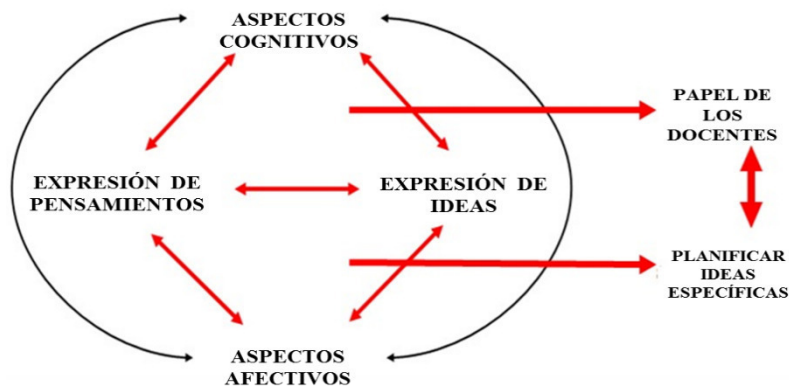 ASPECTOS
COGNITIVOS
PAPEL DE
LOS
DOCENTES
EXPRESIÓN DE
PENSAMIENTOS
EXPRESIÓN DE
IDEAS
PLANIFICAR
IDEAS
ESPECÍFICAS
ASPECTOS
AFECTIVOS